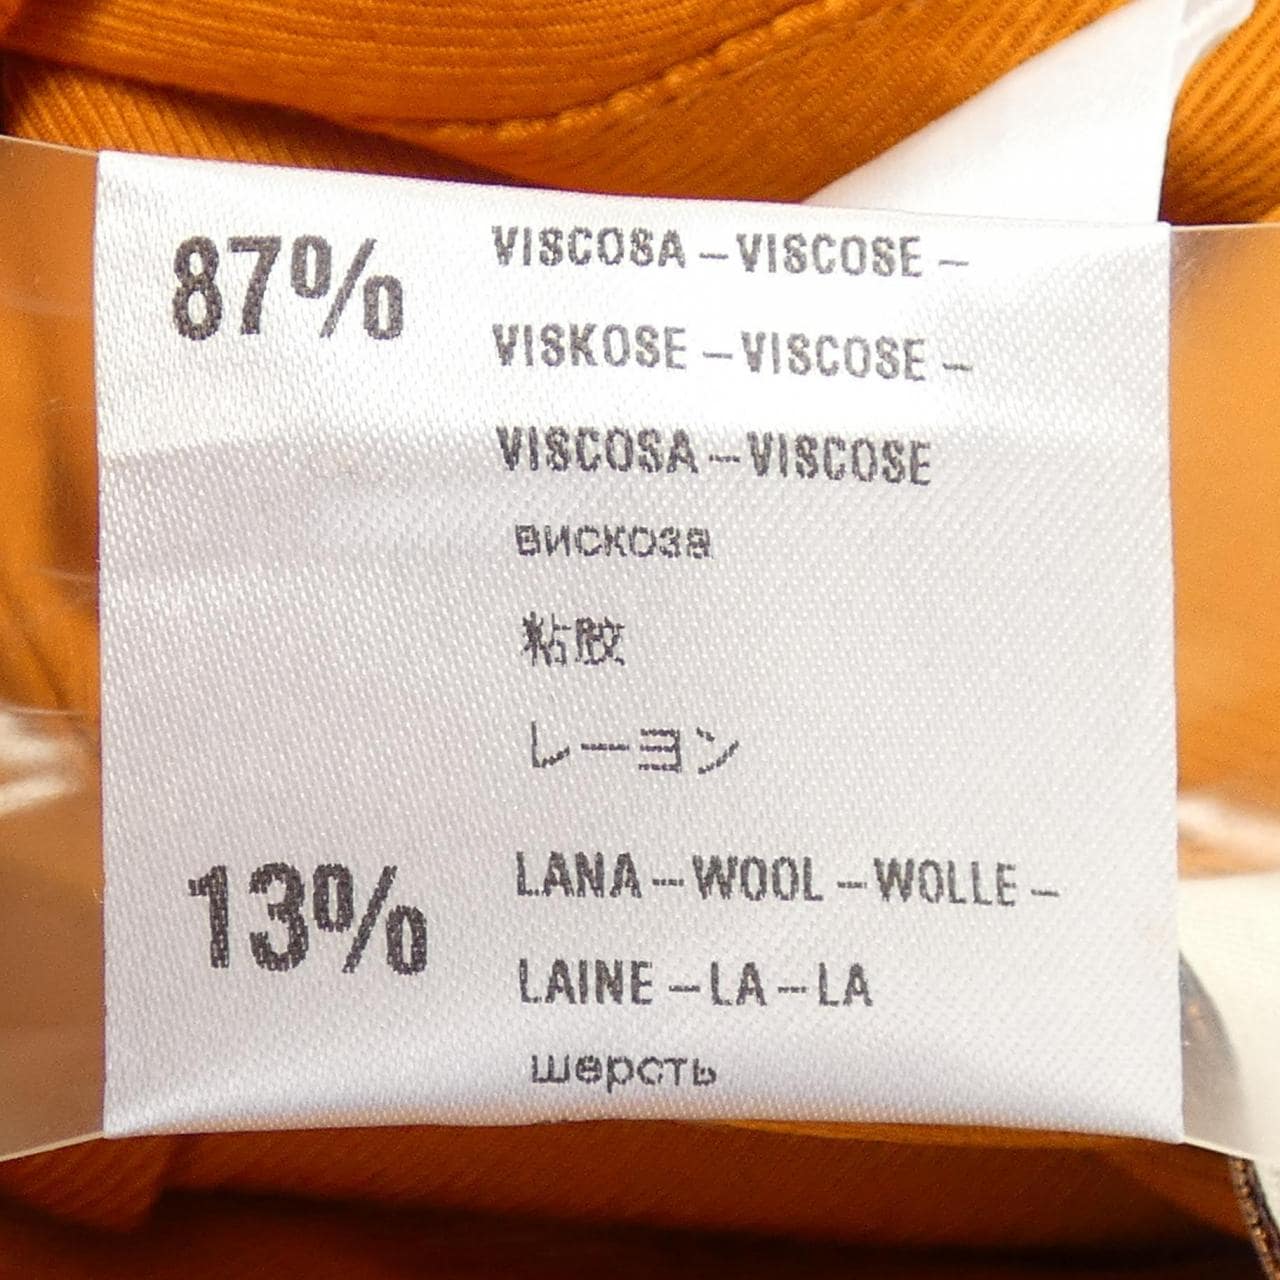 87% VISCOSA – VISCOSE –
VISKOSE – VISCOSE –
VISCOSA – VISCOSE
вискоза
粘胶
レーヨン
13% LANA – WOOL – WOLLE –
LAINE – LA – LA
шерсть